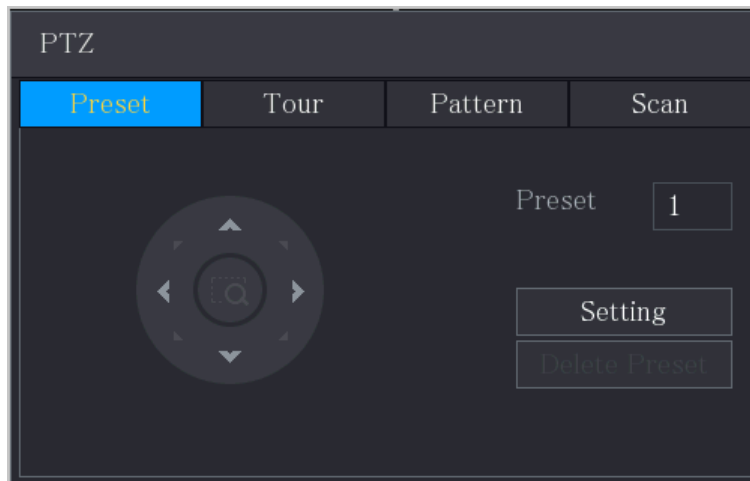 PTZ
Preset Tour Pattern Scan
Preset 1
Setting
Delete Preset